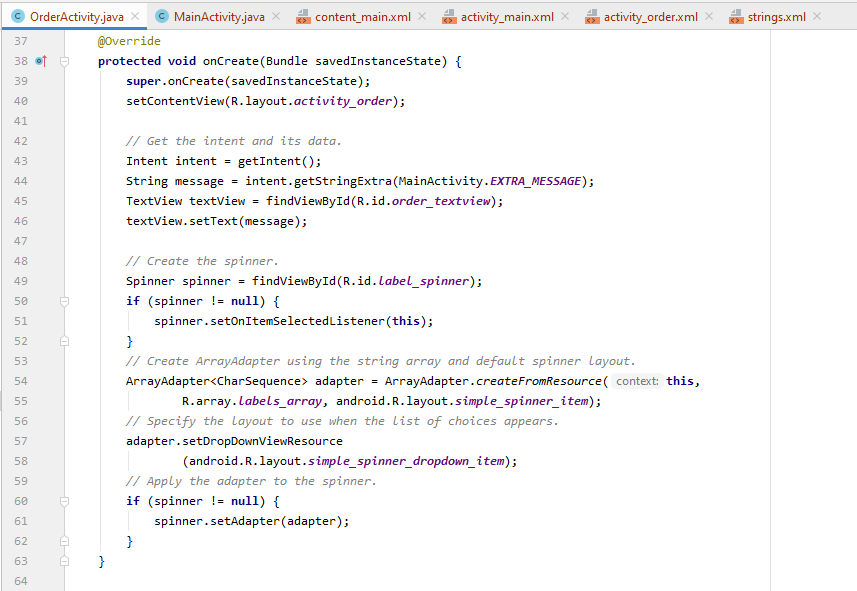 OrderActivity.java MainActivity.java content_main.xml activity_main.xml activity_order.xml strings.xml
37 @Override
38 protected void onCreate(Bundle savedInstanceState) {
39 super.onCreate(savedInstanceState);
40 setContentView(R.layout.activity_order);
41
42 // Get the intent and its data.
43 Intent intent = getIntent();
44 String message = intent.getStringExtra(MainActivity.EXTRA_MESSAGE);
45 TextView textView = findViewById(R.id.order_textview);
46 textView.setText(message);
47
48 // Create the spinner.
49 Spinner spinner = findViewById(R.id.label_spinner);
50 if (spinner != null) {
51 spinner.setOnItemSelectedListener(this);
52 }
53 // Create ArrayAdapter using the string array and default spinner layout.
54 ArrayAdapter<CharSequence> adapter = ArrayAdapter.createFromResource( context: this,
55 R.array.labels_array, android.R.layout.simple_spinner_item);
56 // Specify the layout to use when the list of choices appears.
57 adapter.setDropDownViewResource
58 (android.R.layout.simple_spinner_dropdown_item);
59 // Apply the adapter to the spinner.
60 if (spinner != null) {
61 spinner.setAdapter(adapter);
62 }
63 }
64